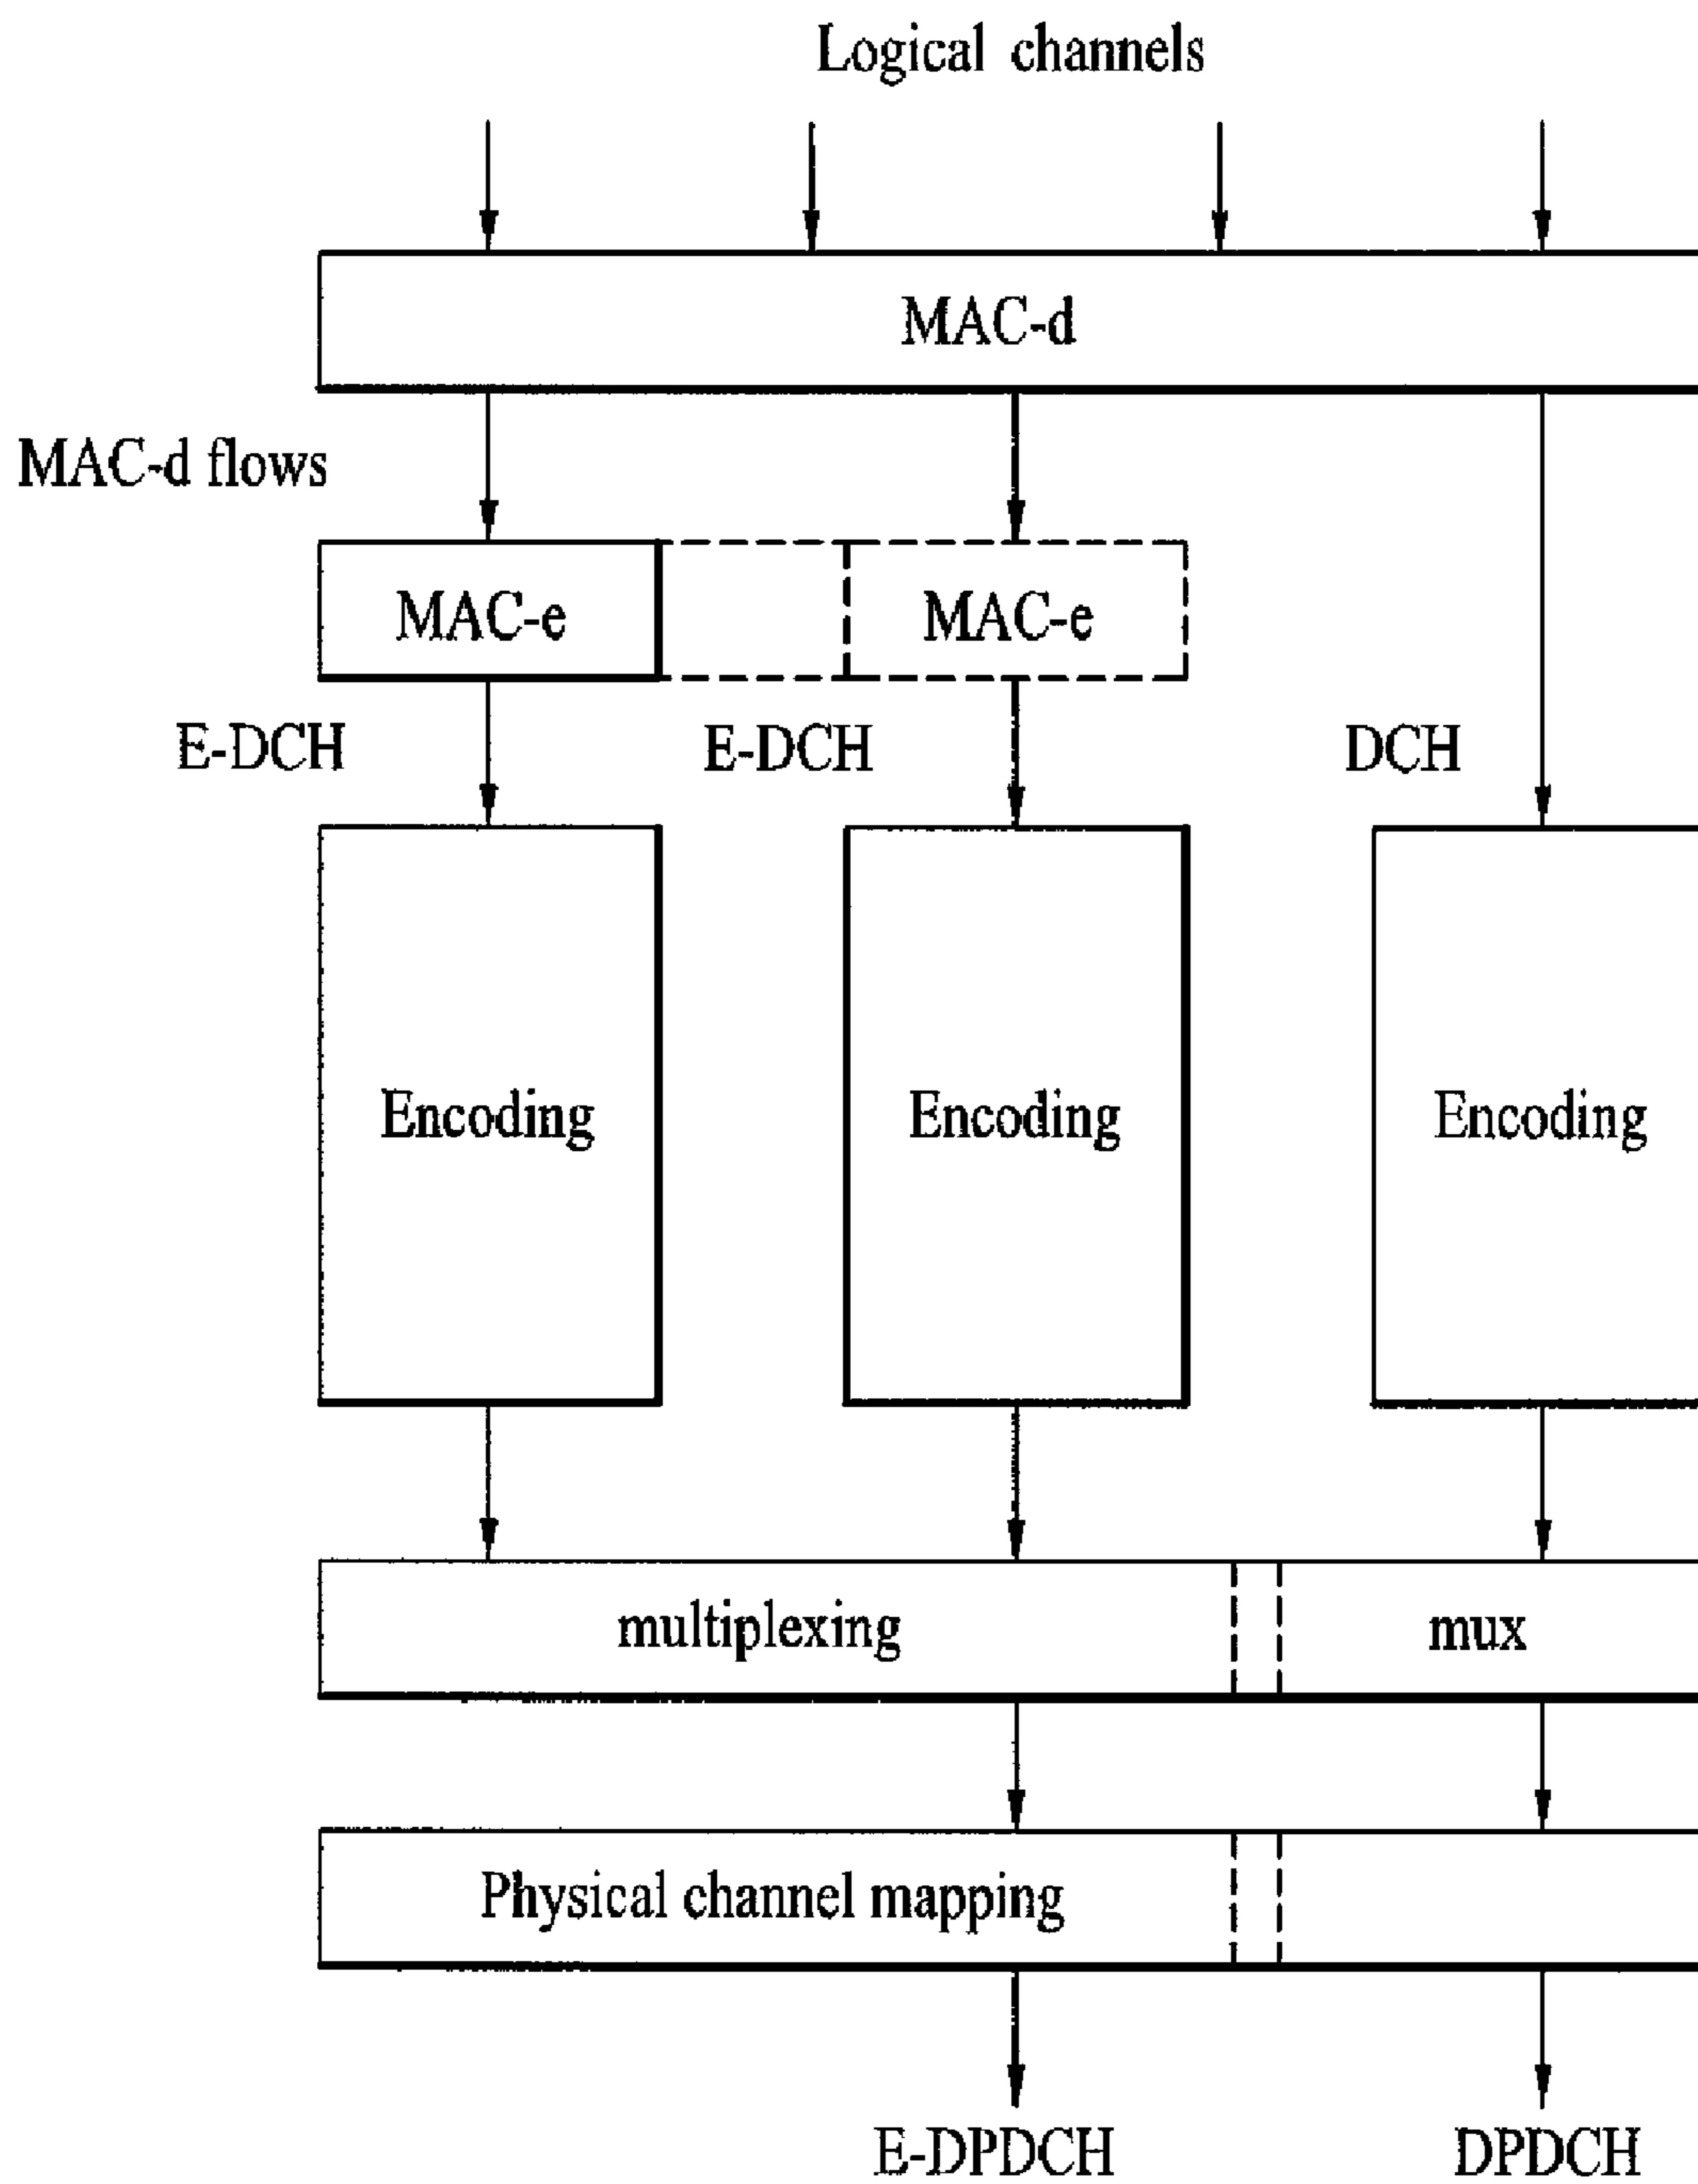 Logical channels
MAC-d
MAC-d flows
MAC-e
MAC-e
E-DCH
E-DCH
DCH
Encoding
Encoding
Encoding
multiplexing
mux
Physical channel mapping
E-DPDCH
DPDCH